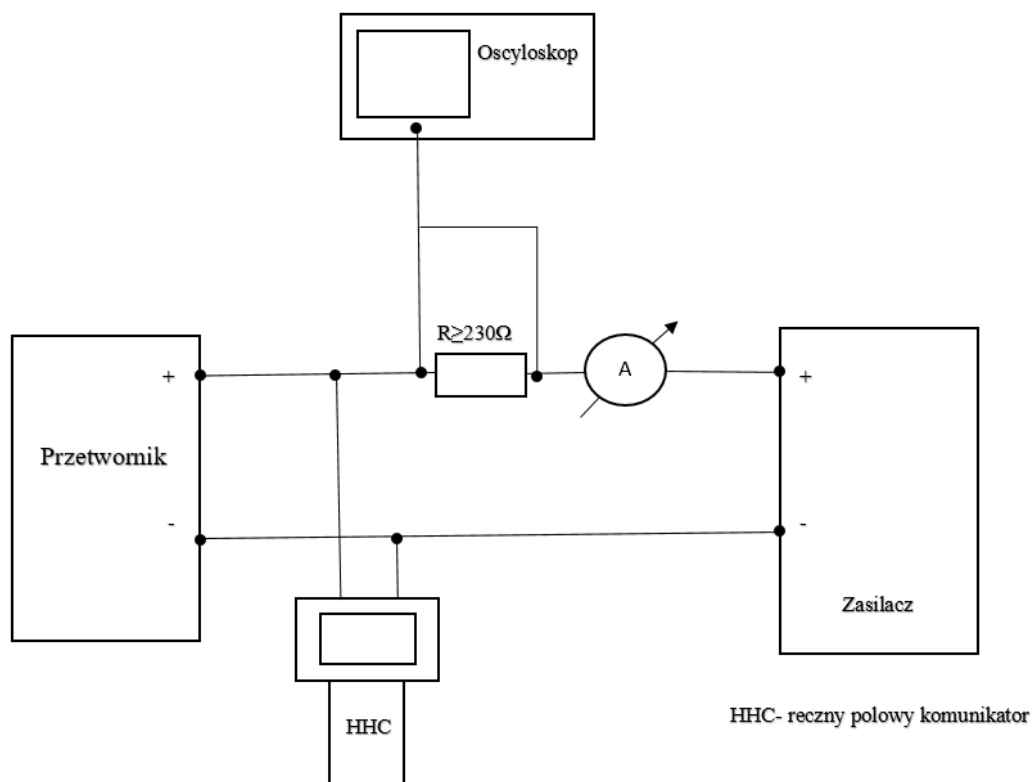 Oscyloskop
R≥230Ω
A
+
+
Przetwornik
-
-
Zasilacz
HHC
HHC- reczny polowy komunikator